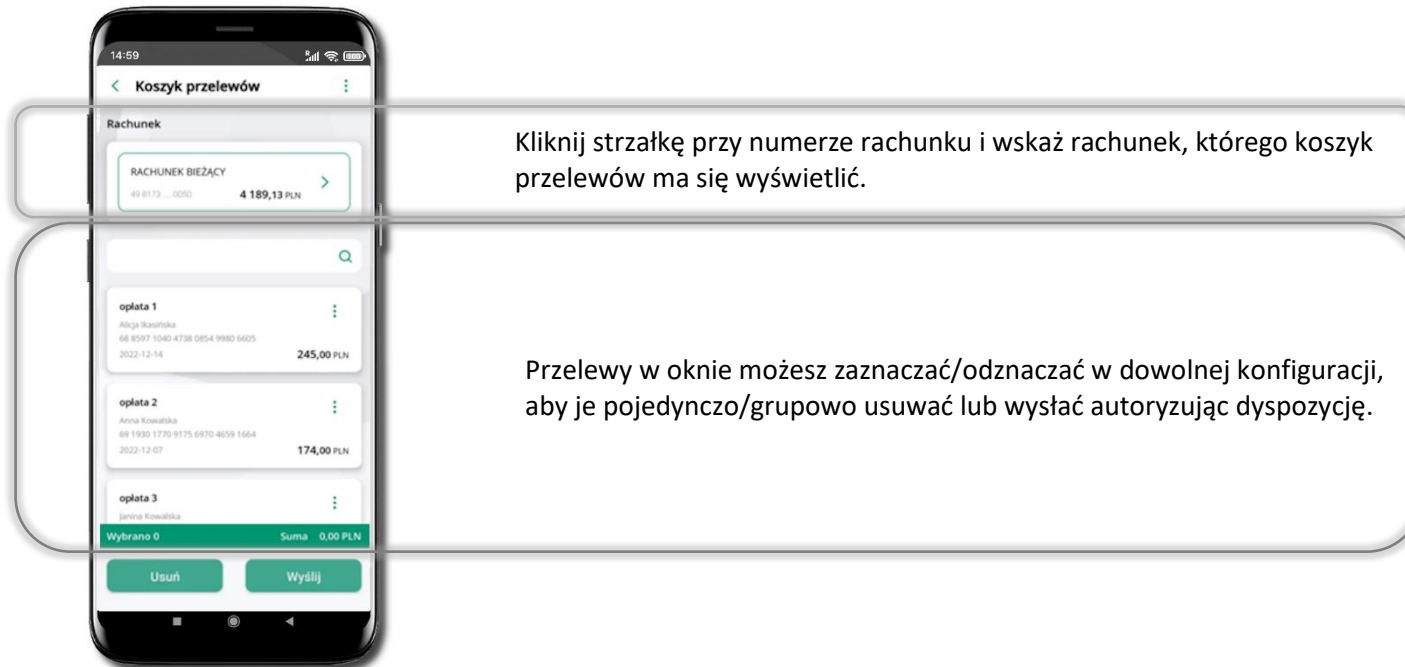 14:59
Koszyk przelewów
Rachunek
RACHUNEK BIEŻĄCY
49 8173 ... 0050 4 189,13 PLN
Kliknij strzałkę przy numerze rachunku i wskaż rachunek, którego koszyk
przelewów ma się wyświetlić.
opłata 1
Alicja Ikasińska
68 8597 1040 4738 0854 9980 6605
2022-12-14 245,00 PLN
opłata 2
Anna Kowalska
69 1930 1770 9175 6970 4659 1664
2022-12-07 174,00 PLN
opłata 3
Janina Kowalska
Wybrano 0 Suma 0,00 PLN
Usuń Wyślij
Przelewy w oknie możesz zaznaczać/odznaczać w dowolnej konfiguracji,
aby je pojedynczo/grupowo usuwać lub wysłać autoryzując dyspozycję.